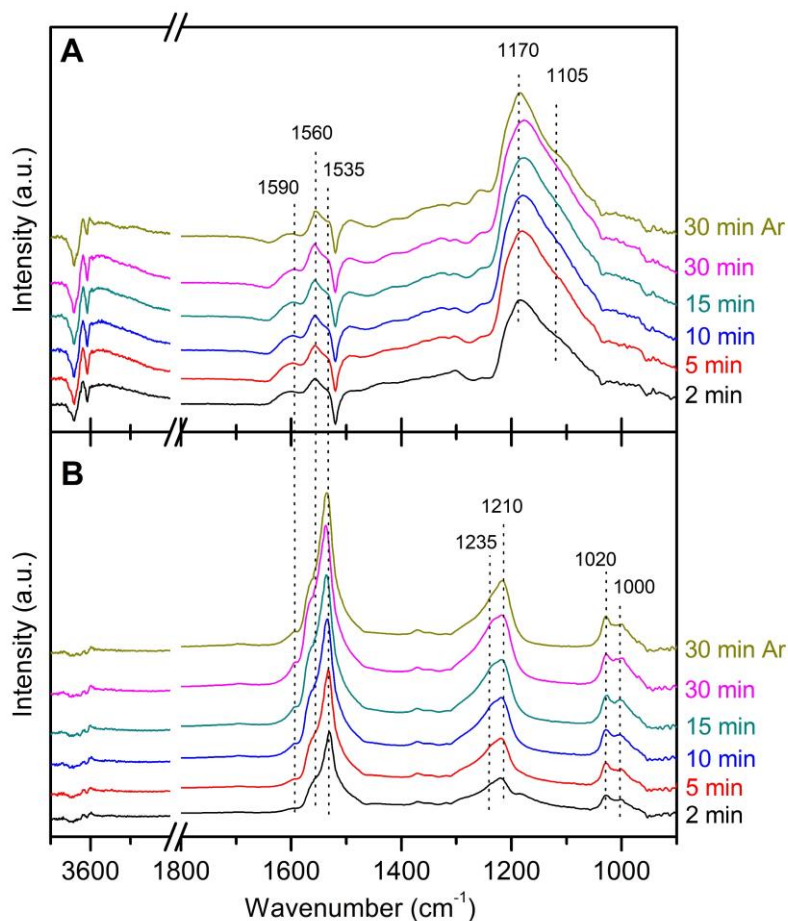 A
1170
1105
1560
1590
1535
30 min Ar
30 min
15 min
10 min
5 min
2 min
Intensity (a.u.)
B
1210
1235
1020
1000
30 min Ar
30 min
15 min
10 min
5 min
2 min
Intensity (a.u.)
3600 1800 1600 1400 1200 1000
Wavenumber (cm⁻¹)